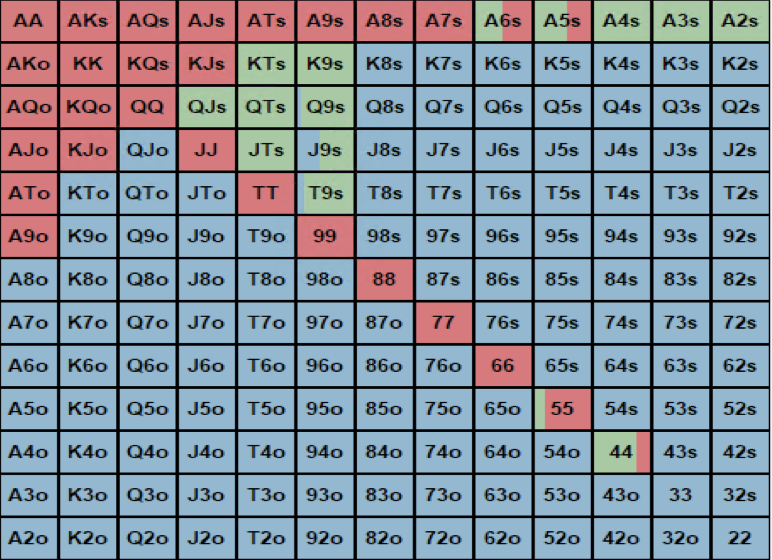 AA AKs AQs AJs ATs A9s A8s A7s A6s A5s A4s A3s A2s
AKo KK KQs KJs KTs K9s K8s K7s K6s K5s K4s K3s K2s
AQo KQo QQ QJs QTs Q9s Q8s Q7s Q6s Q5s Q4s Q3s Q2s
AJo KJo QJo JJ JTs J9s J8s J7s J6s J5s J4s J3s J2s
ATo KTo QTo JTo TT T9s T8s T7s T6s T5s T4s T3s T2s
A9o K9o Q9o J9o T9o 99 98s 97s 96s 95s 94s 93s 92s
A8o K8o Q8o J8o T8o 98o 88 87s 86s 85s 84s 83s 82s
A7o K7o Q7o J7o T7o 97o 87o 77 76s 75s 74s 73s 72s
A6o K6o Q6o J6o T6o 96o 86o 76o 66 65s 64s 63s 62s
A5o K5o Q5o J5o T5o 95o 85o 75o 65o 55 54s 53s 52s
A4o K4o Q4o J4o T4o 94o 84o 74o 64o 54o 44 43s 42s
A3o K3o Q3o J3o T3o 93o 83o 73o 63o 53o 43o 33 32s
A2o K2o Q2o J2o T2o 92o 82o 72o 62o 52o 42o 32o 22